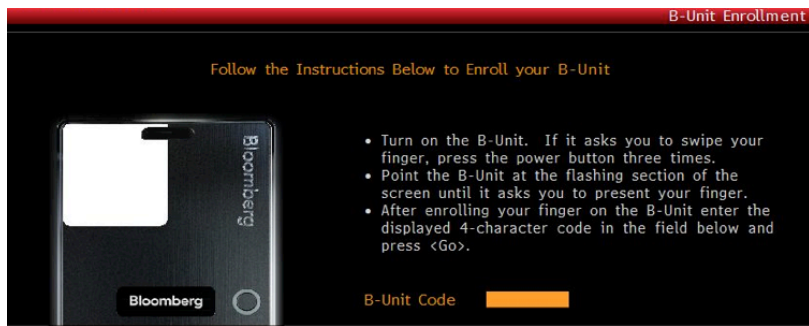 B-Unit Enrollment
Follow the Instructions Below to Enroll your B-Unit
Bloomberg
• Turn on the B-Unit. If it asks you to swipe your
finger, press the power button three times.
• Point the B-Unit at the flashing section of the
screen until it asks you to present your finger.
• After enrolling your finger on the B-Unit enter the
displayed 4-character code in the field below and
press <Go>.
Bloomberg
B-Unit Code